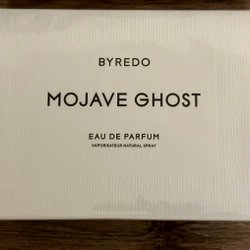 BYREDO
MOJAVE GHOST
EAU DE PARFUM
VAPORISATEUR NATURAL SPRAY